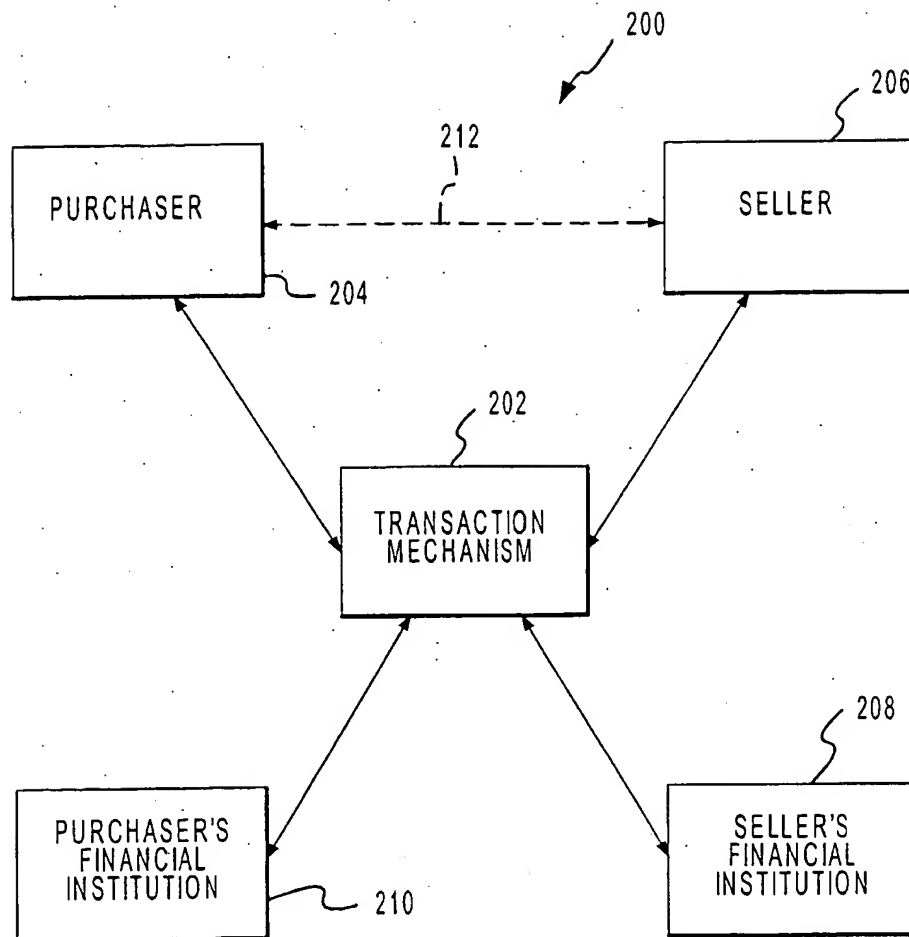 200
206
212
PURCHASER
SELLER
204
202
TRANSACTION
MECHANISM
208
PURCHASER'S
FINANCIAL
INSTITUTION
SELLER'S
FINANCIAL
INSTITUTION
210